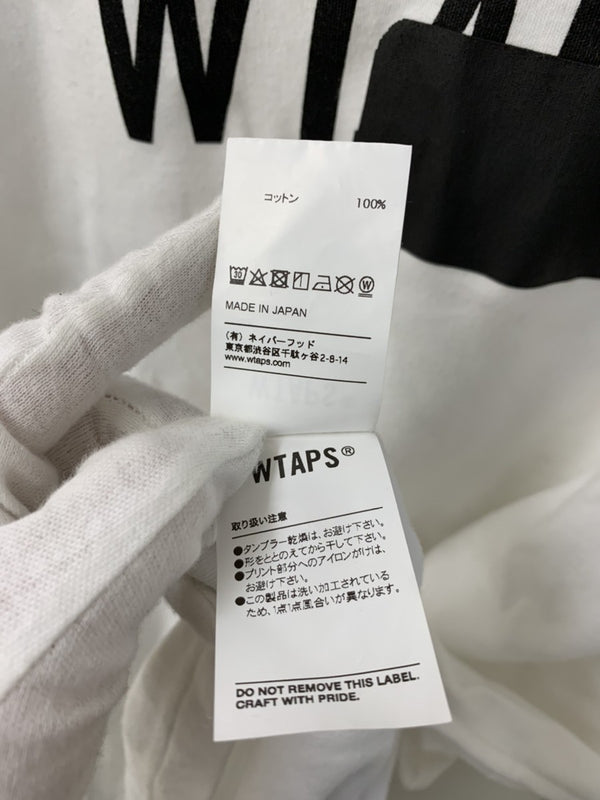 WTA
コットン 100%
30
W
MADE IN JAPAN
(有) ネイバーフッド
東京都渋谷区千駄ヶ谷2-8-14
www.wtaps.com
WTAPS®
取り扱い注意
●タンブラー乾燥は、お避け下さい。
●形をととのえてから干して下さい。
●プリント部分へのアイロンがけは、
お避け下さい。
●この製品は洗い加工されている
ため、1点1点風合いが異なります。
DO NOT REMOVE THIS LABEL.
CRAFT WITH PRIDE.